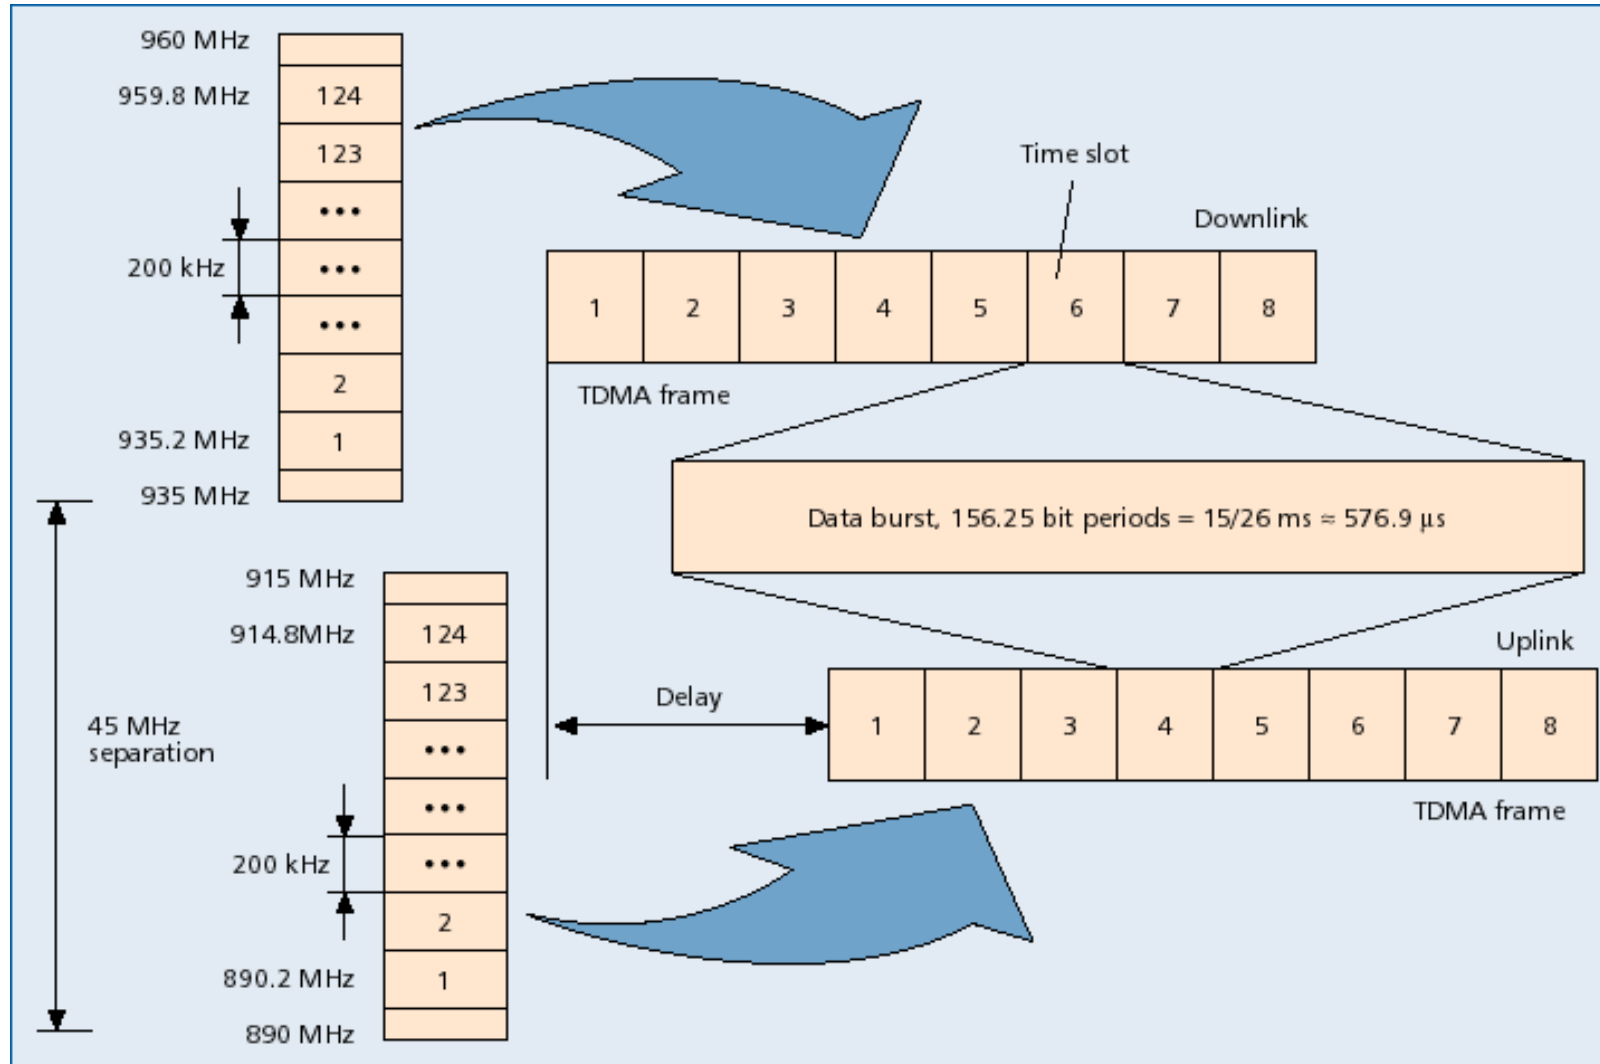 960 MHz
959.8 MHz
124
123
•••
200 kHz
•••
•••
2
935.2 MHz
1
935 MHz
Time slot
Downlink
1 2 3 4 5 6 7 8
TDMA frame
Data burst, 156.25 bit periods = 15/26 ms ≈ 576.9 μs
915 MHz
914.8MHz
124
123
•••
•••
200 kHz
•••
2
890.2 MHz
1
890 MHz
45 MHz
separation
Delay
Uplink
1 2 3 4 5 6 7 8
TDMA frame